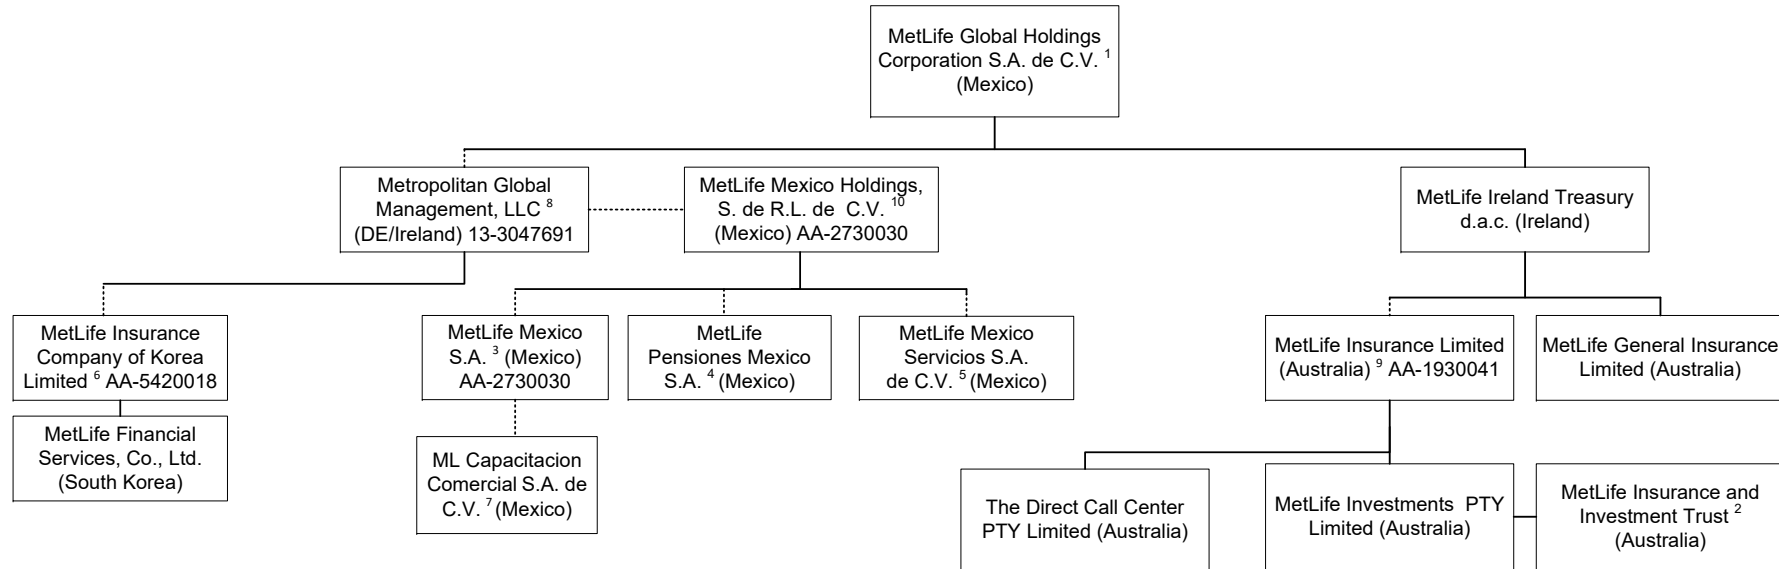 MetLife Global Holdings
Corporation S.A. de C.V. 1
(Mexico)
Metropolitan Global
Management, LLC 8
(DE/Ireland) 13-3047691
MetLife Mexico Holdings,
S. de R.L. de C.V. 10
(Mexico) AA-2730030
MetLife Ireland Treasury
d.a.c. (Ireland)
MetLife Insurance
Company of Korea
Limited 6 AA-5420018
MetLife Mexico
S.A. 3 (Mexico)
AA-2730030
MetLife
Pensiones Mexico
S.A. 4 (Mexico)
MetLife Mexico
Servicios S.A.
de C.V. 5 (Mexico)
MetLife Insurance Limited
(Australia) 9 AA-1930041
MetLife General Insurance
Limited (Australia)
MetLife Financial
Services, Co., Ltd.
(South Korea)
ML Capacitacion
Comercial S.A. de
C.V. 7 (Mexico)
The Direct Call Center
PTY Limited (Australia)
MetLife Investments PTY
Limited (Australia)
MetLife Insurance and
Investment Trust 2
(Australia)